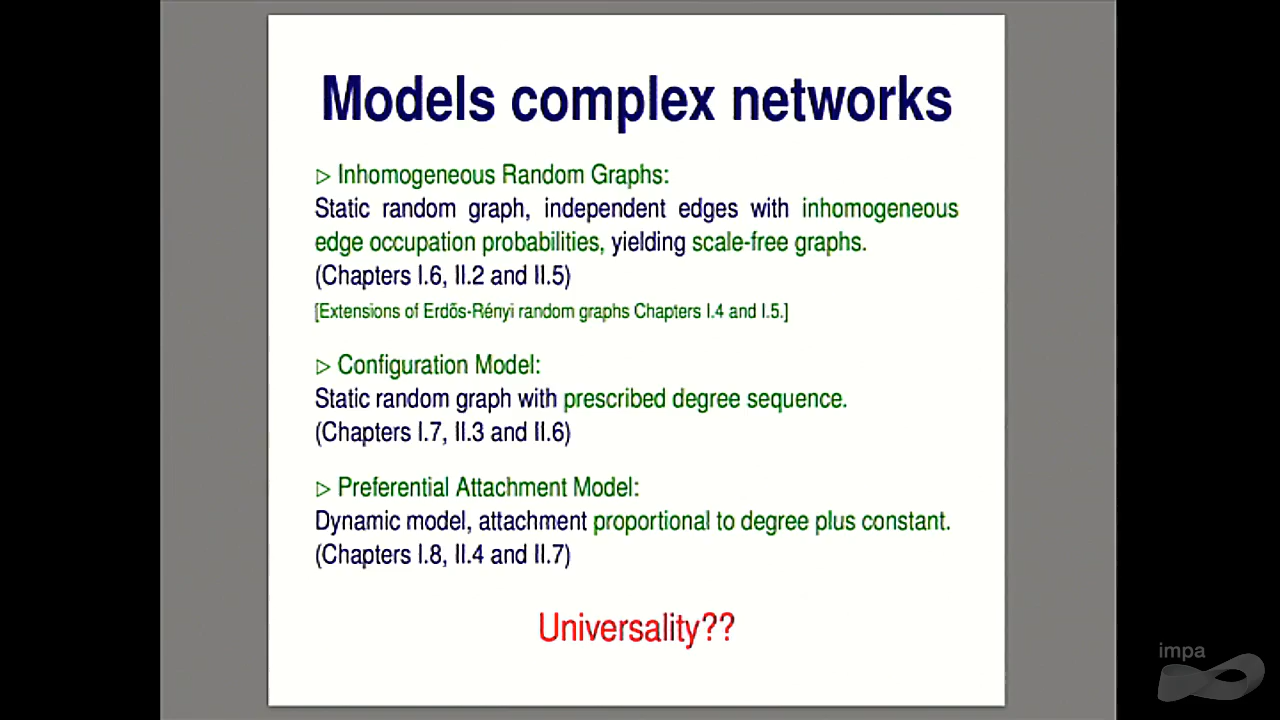 Models complex networks
▷ Inhomogeneous Random Graphs:
Static random graph, independent edges with inhomogeneous
edge occupation probabilities, yielding scale-free graphs.
(Chapters I.6, II.2 and II.5)
[Extensions of Erdős-Rényi random graphs Chapters I.4 and I.5.]
▷ Configuration Model:
Static random graph with prescribed degree sequence.
(Chapters I.7, II.3 and II.6)
▷ Preferential Attachment Model:
Dynamic model, attachment proportional to degree plus constant.
(Chapters I.8, II.4 and II.7)
Universality??
impa